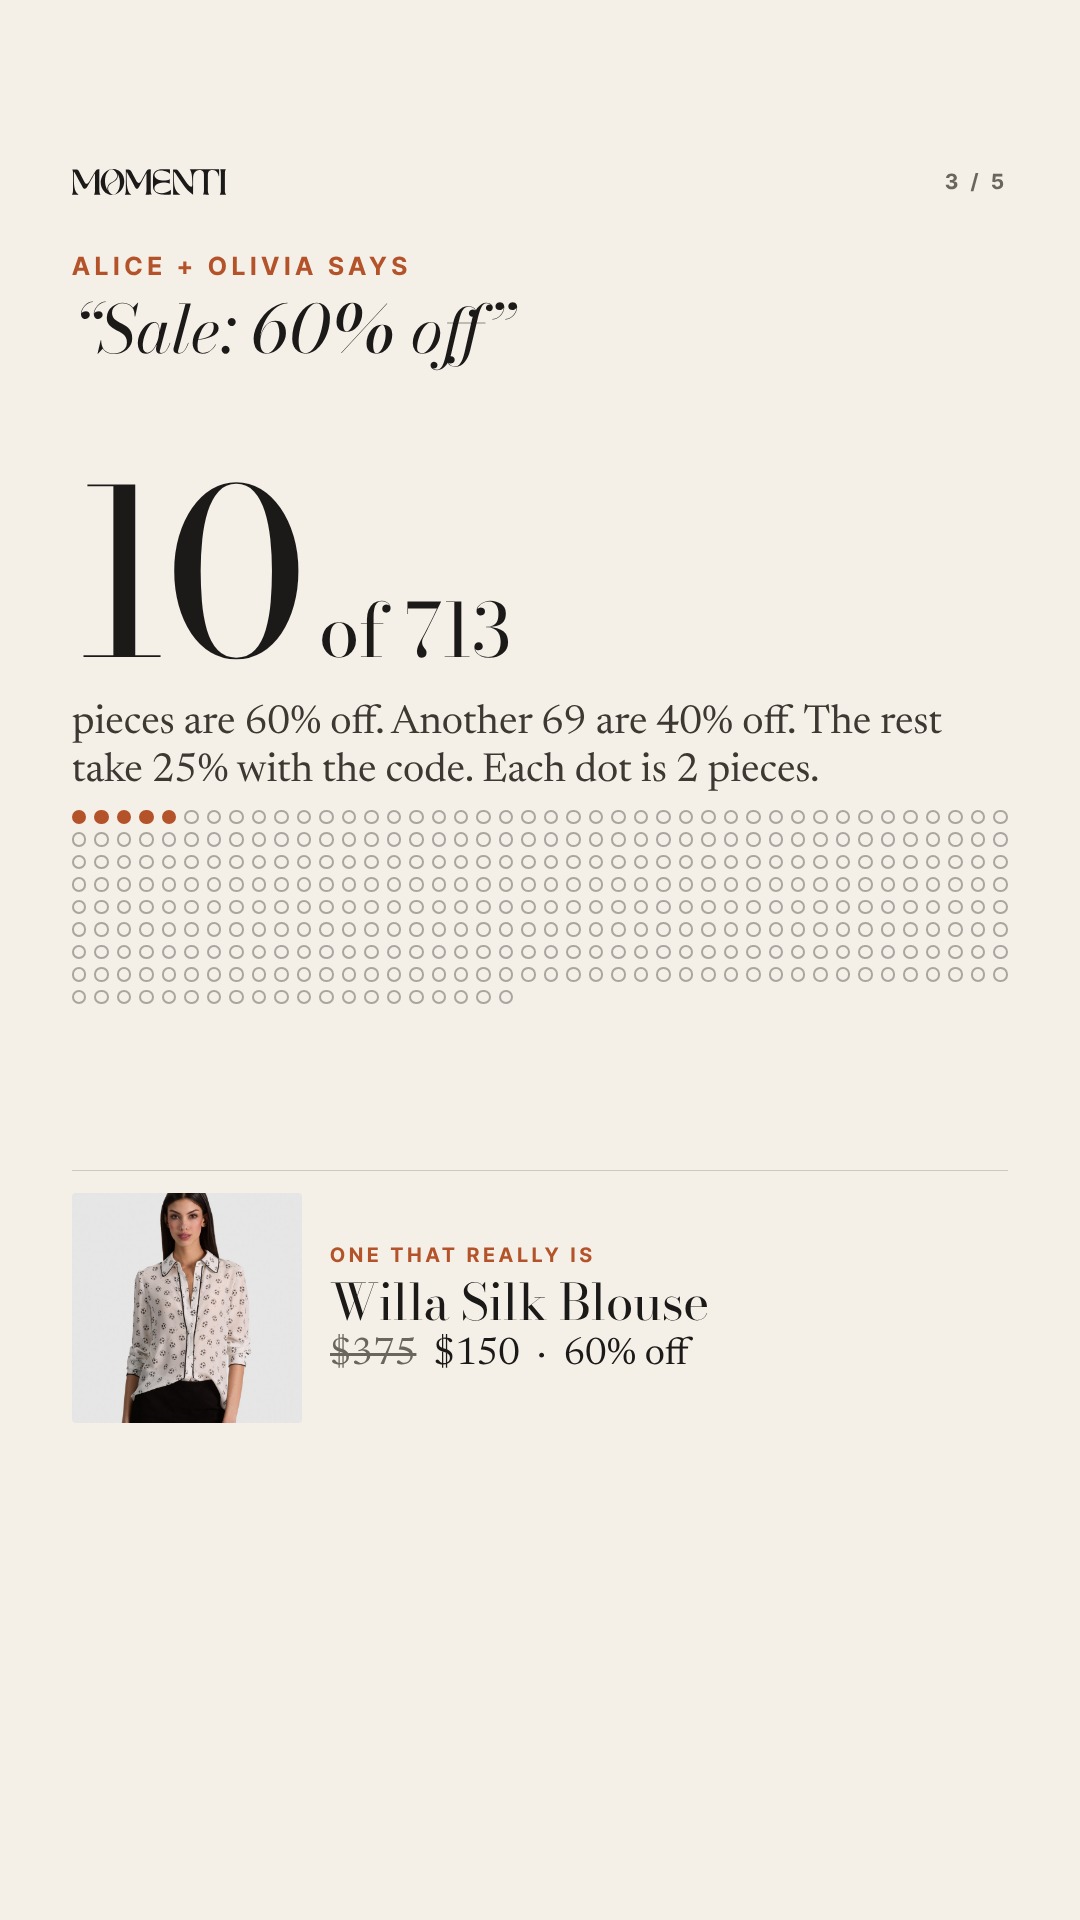 MØMENTI
3 / 5
ALICE + OLIVIA SAYS
“Sale: 60% off”
10 of 713
pieces are 60% off. Another 69 are 40% off. The rest
take 25% with the code. Each dot is 2 pieces.
ONE THAT REALLY IS
Willa Silk Blouse
$375 $150 · 60% off